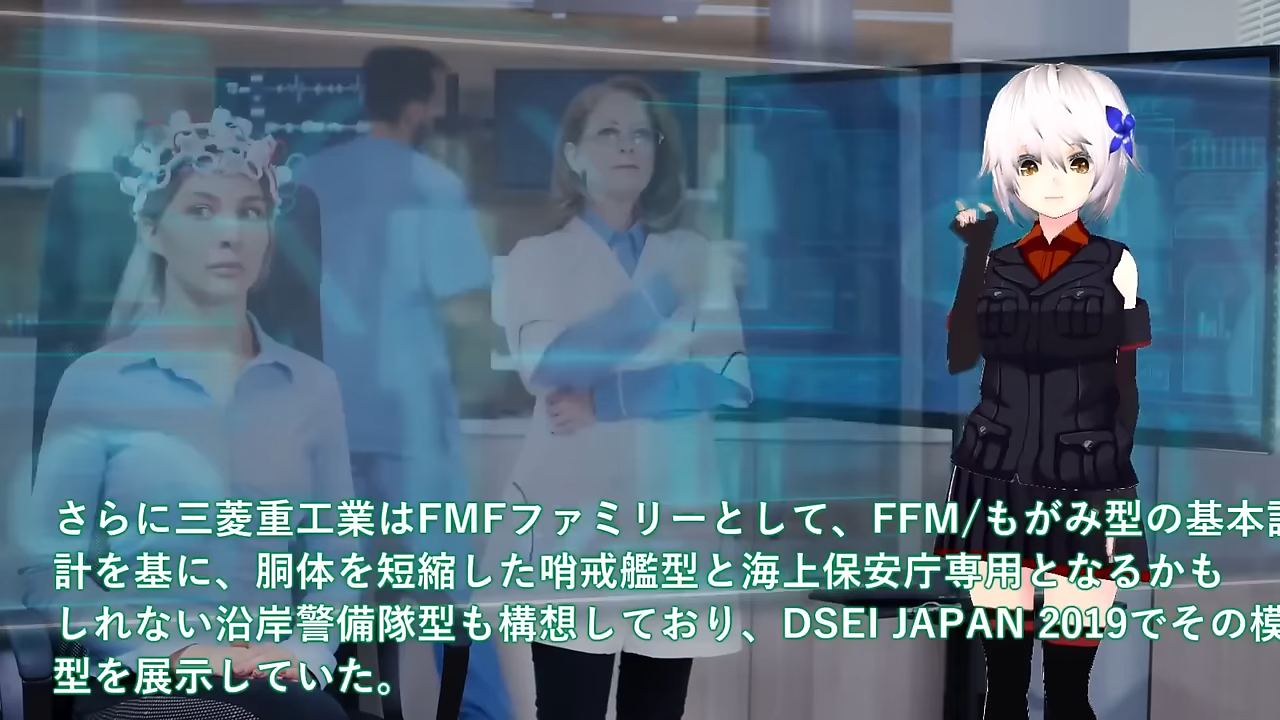 さらに三菱重工業はFMFファミリーとして、FFM/もがみ型の基本設
計を基に、胴体を短縮した哨戒艦型と海上保安庁専用となるかも
しれない沿岸警備隊型も構想しており、DSEI JAPAN 2019でその模
型を展示していた。